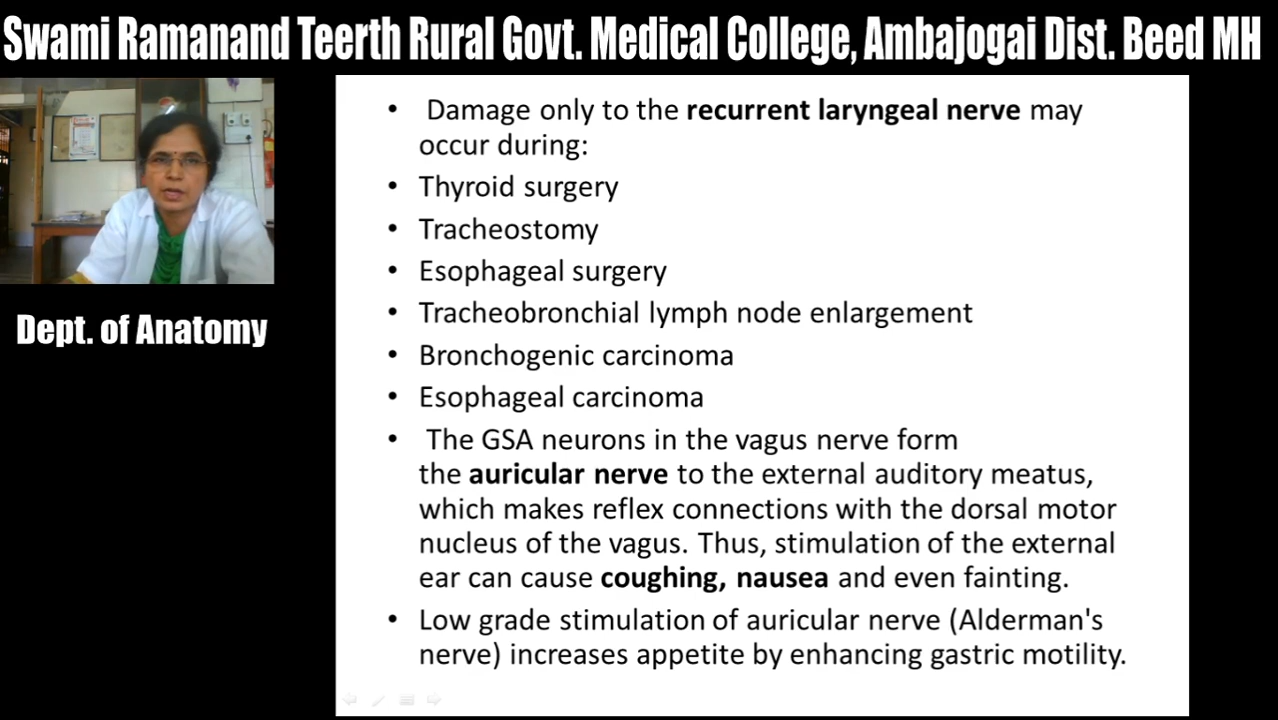 Swami Ramanand Teerth Rural Govt. Medical College, Ambajogai Dist. Beed MH
Dept. of Anatomy
• Damage only to the recurrent laryngeal nerve may
occur during:
• Thyroid surgery
• Tracheostomy
• Esophageal surgery
• Tracheobronchial lymph node enlargement
• Bronchogenic carcinoma
• Esophageal carcinoma
• The GSA neurons in the vagus nerve form
the auricular nerve to the external auditory meatus,
which makes reflex connections with the dorsal motor
nucleus of the vagus. Thus, stimulation of the external
ear can cause coughing, nausea and even fainting.
• Low grade stimulation of auricular nerve (Alderman's
nerve) increases appetite by enhancing gastric motility.